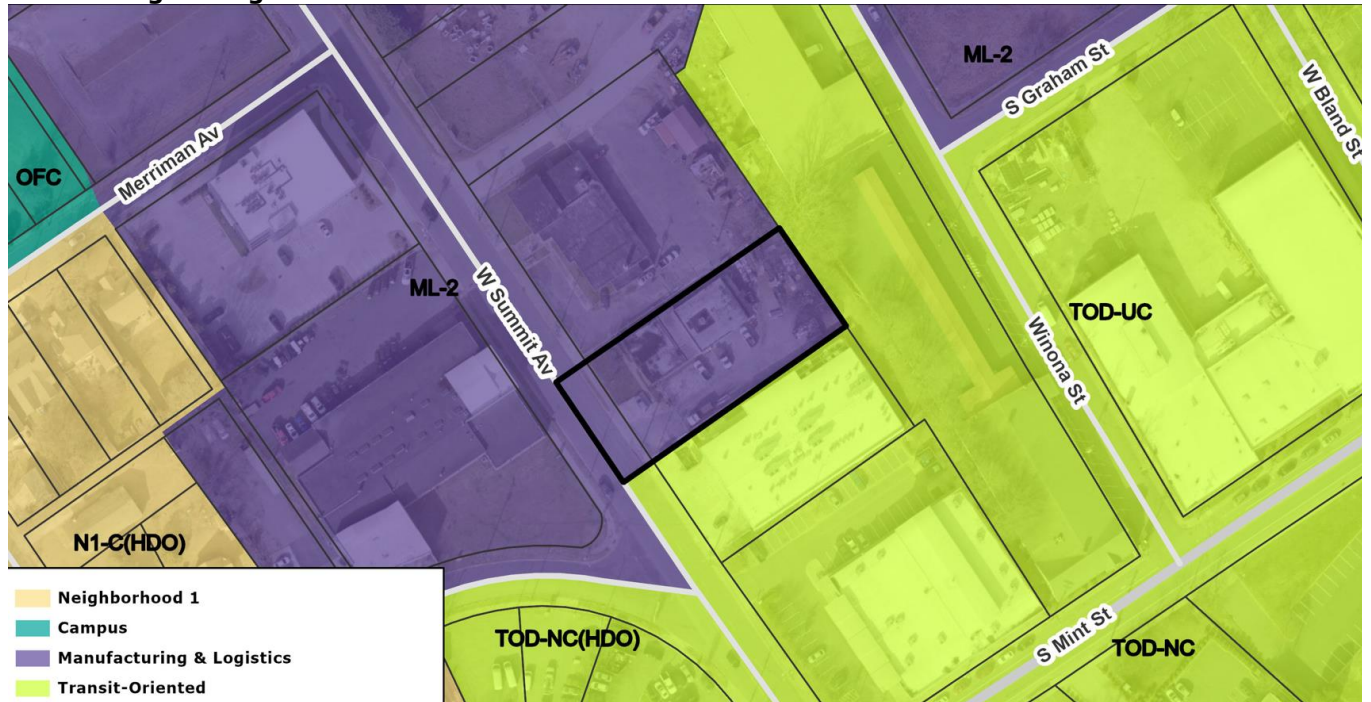 ML-2
S Graham St
W Bland St
Merriman Av
OFC
ML-2
W Summit Av
TOD-UC
Winona St
N1-C(HDO)
TOD-NC(HDO)
S Mint St
TOD-NC
Neighborhood 1
Campus
Manufacturing & Logistics
Transit-Oriented